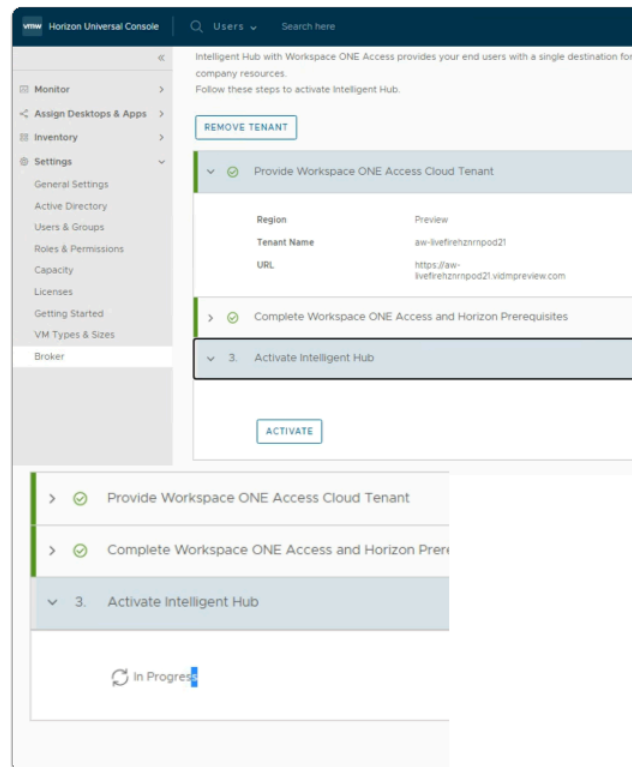 vmw Horizon Universal Console Users Search here
Intelligent Hub with Workspace ONE Access provides your end users with a single destination for
company resources.
Follow these steps to activate Intelligent Hub.
Monitor
Assign Desktops & Apps
Inventory
Settings
General Settings
Active Directory
Users & Groups
Roles & Permissions
Capacity
Licenses
Getting Started
VM Types & Sizes
Broker
REMOVE TENANT
Provide Workspace ONE Access Cloud Tenant
Region Preview
Tenant Name aw-livefirehznrnpod21
URL https://aw-
livefirehznrnpod21.vidmpreview.com
Complete Workspace ONE Access and Horizon Prerequisites
3. Activate Intelligent Hub
ACTIVATE
Provide Workspace ONE Access Cloud Tenant
Complete Workspace ONE Access and Horizon Prere
3. Activate Intelligent Hub
In Progress